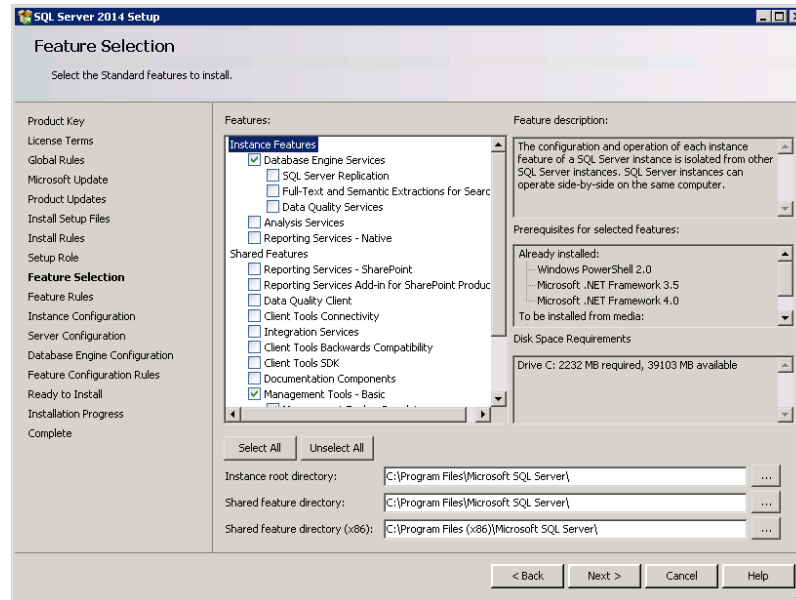 SQL Server 2014 Setup
Feature Selection
Select the Standard features to install.
Product Key
License Terms
Global Rules
Microsoft Update
Product Updates
Install Setup Files
Install Rules
Setup Role
Feature Selection
Feature Rules
Instance Configuration
Server Configuration
Database Engine Configuration
Feature Configuration Rules
Ready to Install
Installation Progress
Complete
Features:
Instance Features
Database Engine Services
SQL Server Replication
Full-Text and Semantic Extractions for Searc
Data Quality Services
Analysis Services
Reporting Services - Native
Shared Features
Reporting Services - SharePoint
Reporting Services Add-in for SharePoint Produc
Data Quality Client
Client Tools Connectivity
Integration Services
Client Tools Backwards Compatibility
Client Tools SDK
Documentation Components
Management Tools - Basic
Feature description:
The configuration and operation of each instance
feature of a SQL Server instance is isolated from other
SQL Server instances. SQL Server instances can
operate side-by-side on the same computer.
Prerequisites for selected features:
Already installed:
Windows PowerShell 2.0
Microsoft .NET Framework 3.5
Microsoft .NET Framework 4.0
To be installed from media:
Disk Space Requirements
Drive C: 2232 MB required, 39103 MB available
Select All
Unselect All
Instance root directory:
C:\Program Files\Microsoft SQL Server\
...
Shared feature directory:
C:\Program Files\Microsoft SQL Server\
...
Shared feature directory (x86):
C:\Program Files (x86)\Microsoft SQL Server\
...
< Back
Next >
Cancel
Help